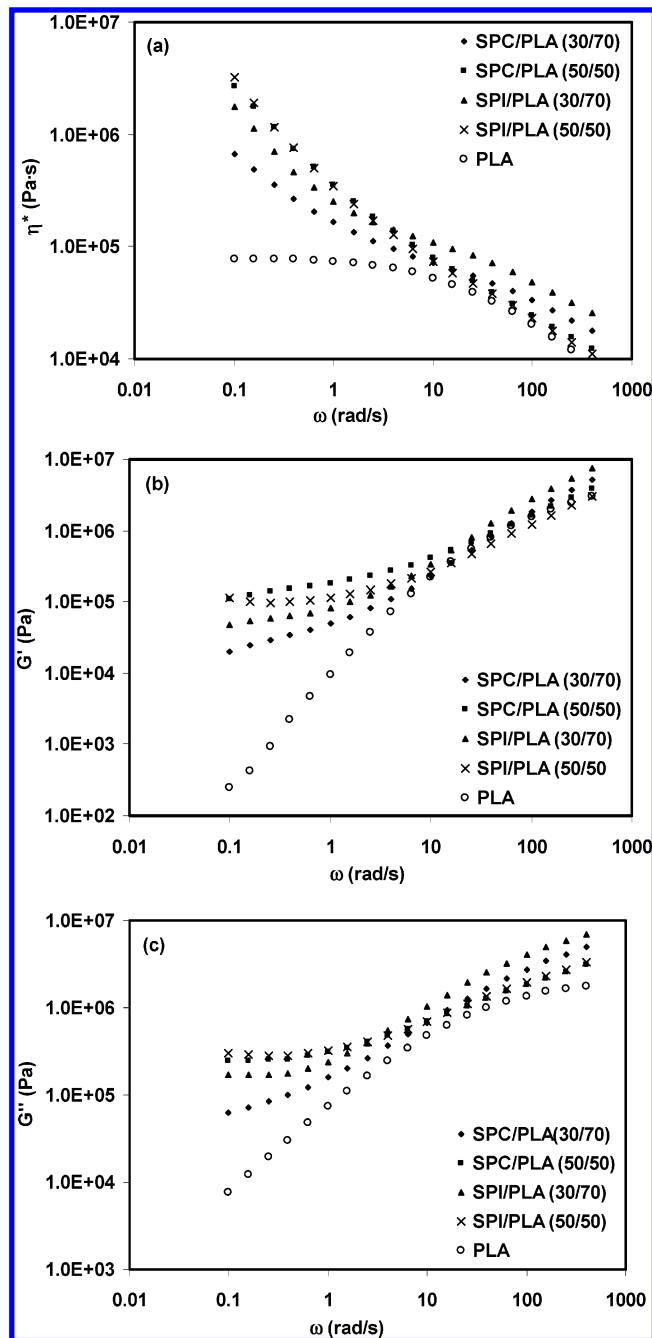 (a)
SPC/PLA (30/70)
SPC/PLA (50/50)
SPI/PLA (30/70)
SPI/PLA (50/50)
PLA
η* (Pa·s)
1.0E+07
1.0E+06
1.0E+05
1.0E+04
0.01 0.1 1 10 100 1000
ω (rad/s)
(b)
G' (Pa)
1.0E+07
1.0E+06
1.0E+05
1.0E+04
1.0E+03
1.0E+02
SPC/PLA (30/70)
SPC/PLA (50/50)
SPI/PLA (30/70)
SPI/PLA (50/50
PLA
0.01 0.1 1 10 100 1000
ω (rad/s)
(c)
G'' (Pa)
1.0E+07
1.0E+06
1.0E+05
1.0E+04
1.0E+03
SPC/PLA(30/70)
SPC/PLA (50/50)
SPI/PLA (30/70)
SPI/PLA (50/50)
PLA
0.01 0.1 1 10 100 1000
ω (rad/s)